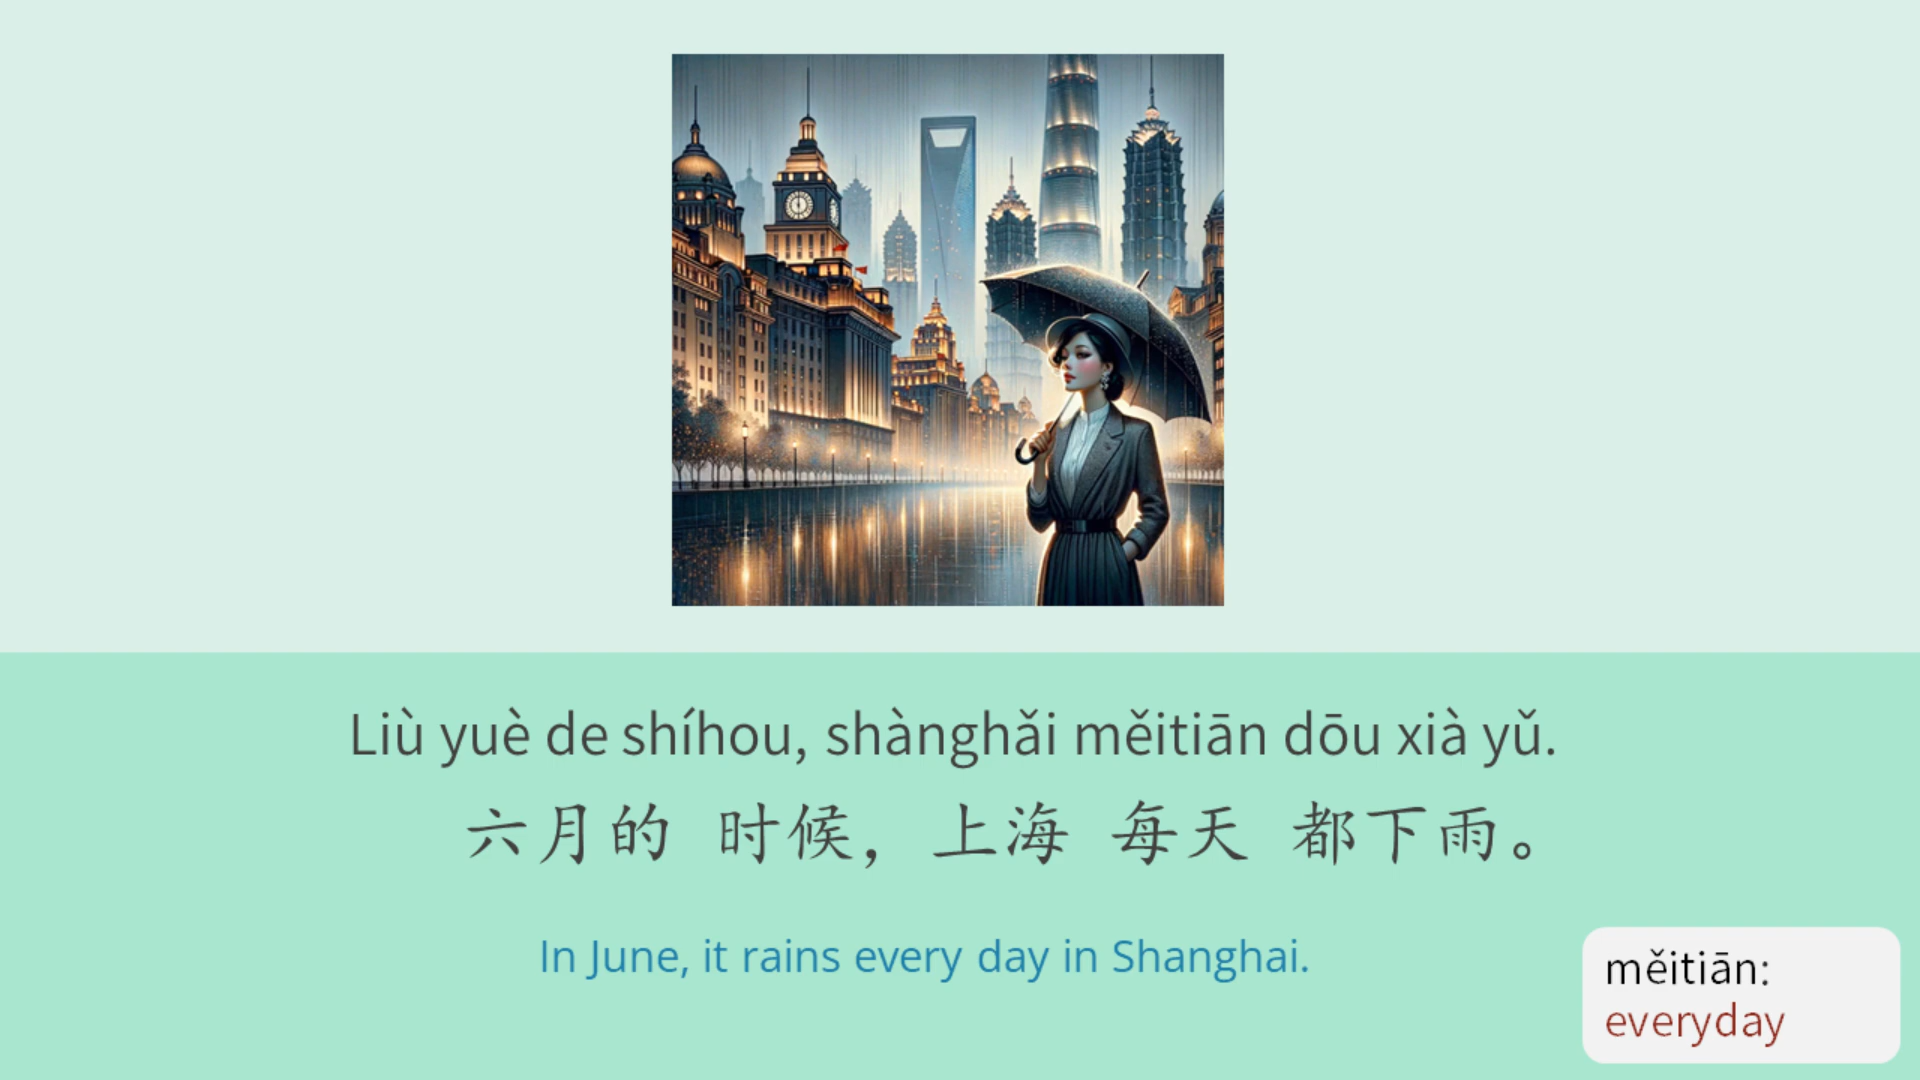 Liù yuè de shíhou, shànghǎi měitiān dōu xià yǔ.
六月的 时候，上海 每天 都下雨。
In June, it rains every day in Shanghai.
měitiān:
everyday